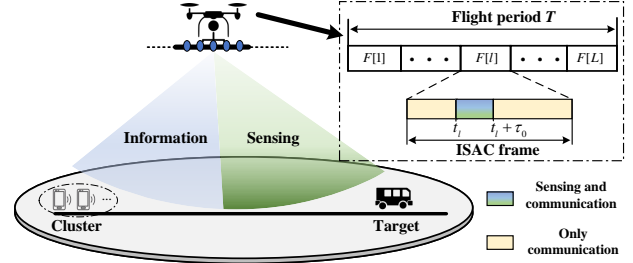 Flight period T
F[1]
• • •
F[l]
• • •
F[L]
Information
Sensing
t_l
t_l + τ_0
ISAC frame
...
Cluster
Target
Sensing and
communication
Only
communication